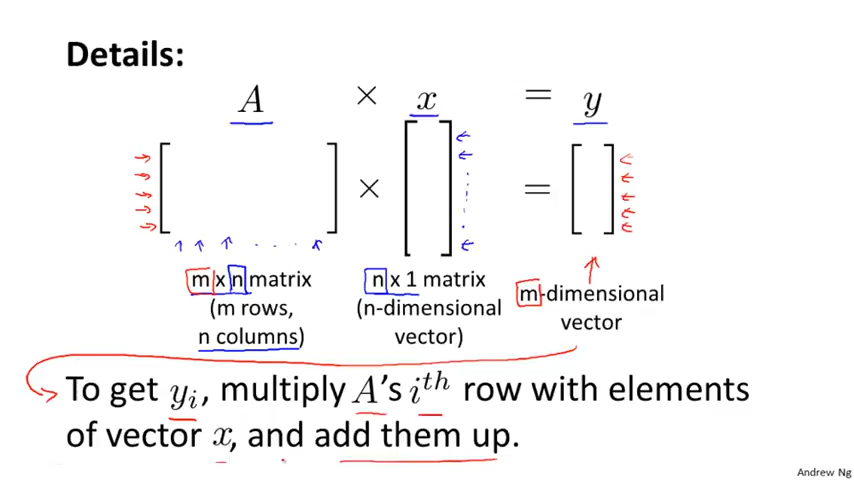 Details:
A × x = y
× =
m x n matrix n x 1 matrix m-dimensional
(m rows, (n-dimensional vector
n columns) vector)
To get yᵢ, multiply A's iᵗʰ row with elements
of vector x, and add them up.
Andrew Ng